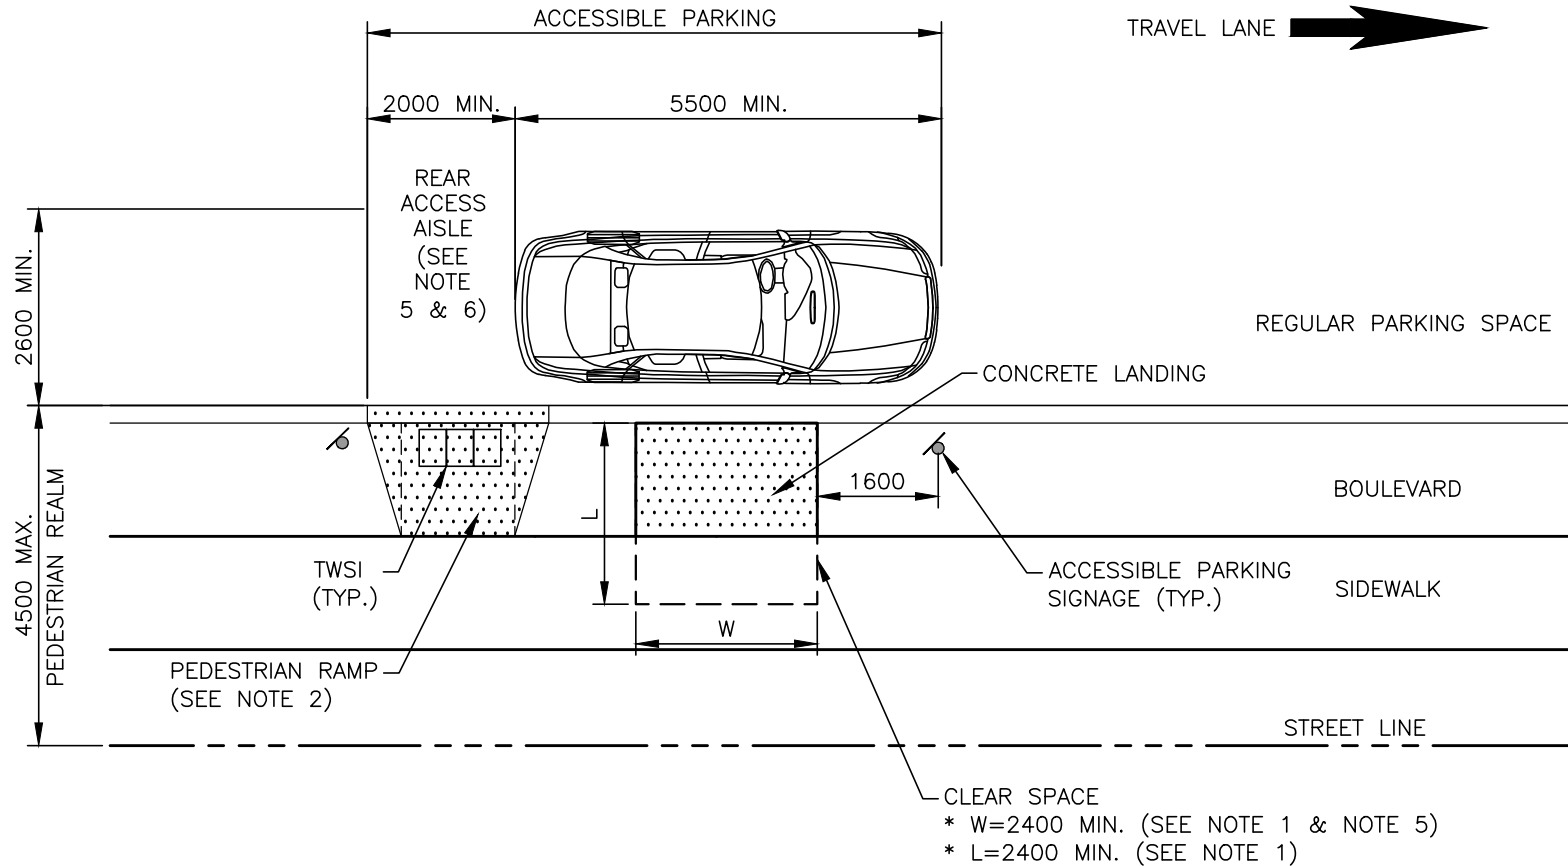 ACCESSIBLE PARKING
TRAVEL LANE
2000 MIN.
5500 MIN.
REAR
ACCESS
AISLE
(SEE
NOTE
5 & 6)
2600 MIN.
REGULAR PARKING SPACE
CONCRETE LANDING
4500 MAX.
PEDESTRIAN REALM
1600
BOULEVARD
L
TWSI
(TYP.)
ACCESSIBLE PARKING
SIGNAGE (TYP.)
SIDEWALK
W
PEDESTRIAN RAMP
(SEE NOTE 2)
STREET LINE
CLEAR SPACE
* W=2400 MIN. (SEE NOTE 1 & NOTE 5)
* L=2400 MIN. (SEE NOTE 1)